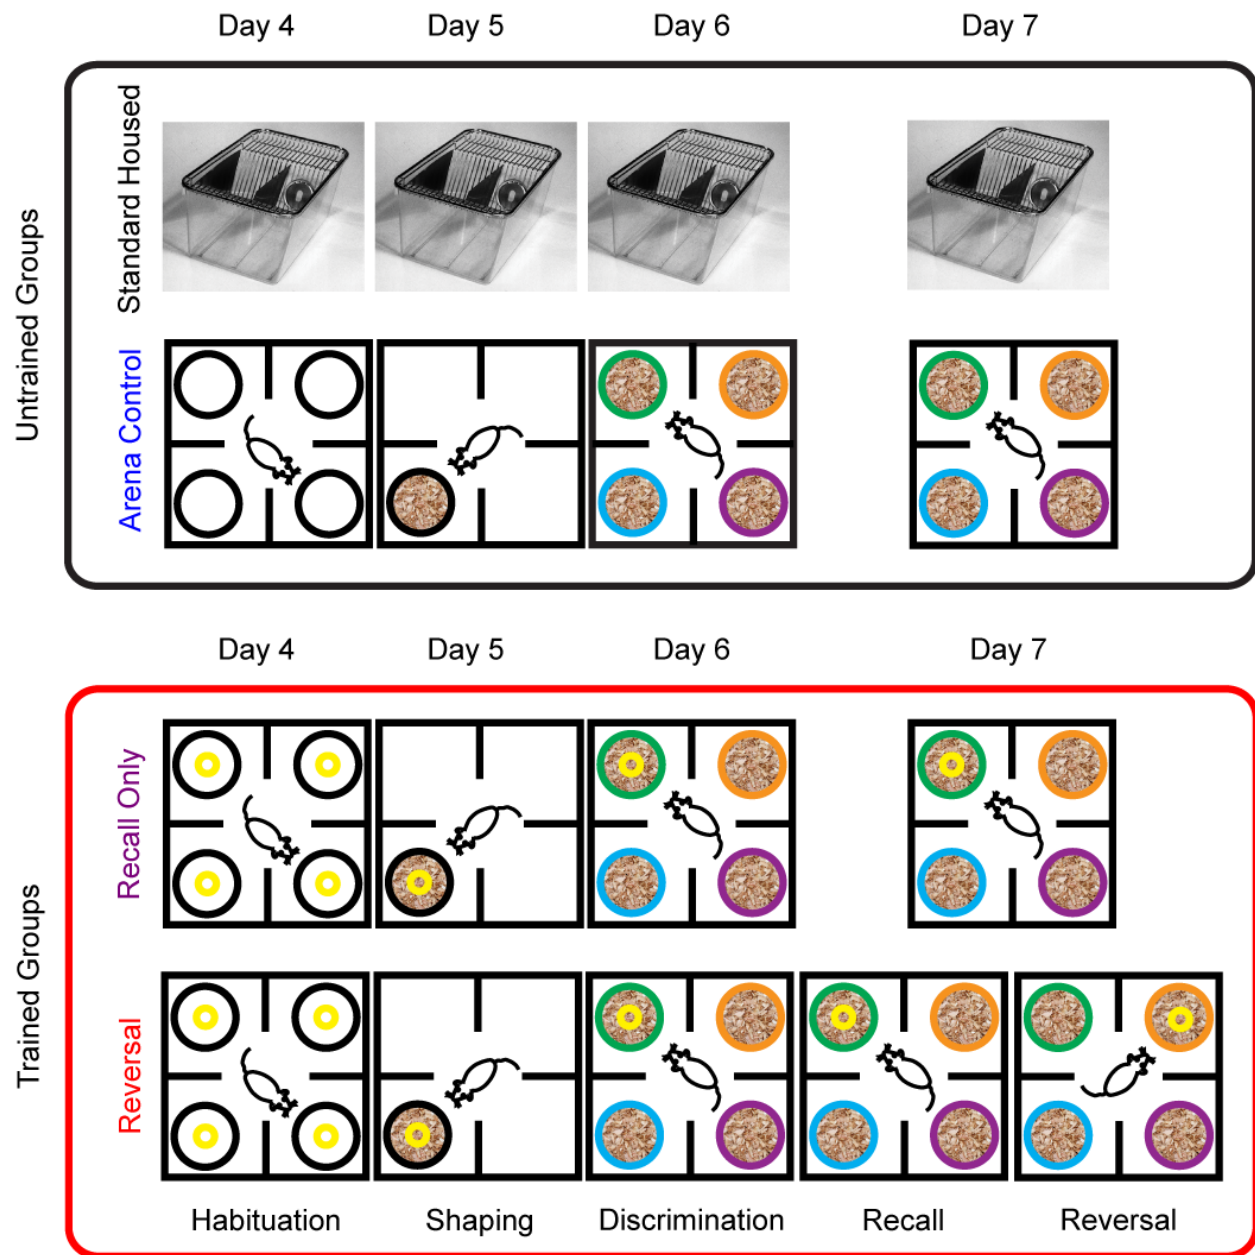 Day 4 Day 5 Day 6 Day 7
Untrained Groups
Standard Housed
Arena Control
Day 4 Day 5 Day 6 Day 7
Trained Groups
Recall Only
Reversal
Habituation Shaping Discrimination Recall Reversal